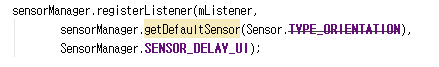 sensorManager.registerListener(mListener,
sensorManager.getDefaultSensor(Sensor.TYPE_ORIENTATION),
SensorManager.SENSOR_DELAY_UI);